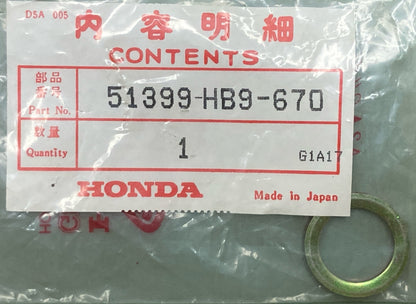 DSA 005
内容明細
CONTENTS
部品
番号
Part No.
51399-HB9-670
数量
Quantity
1
G1A17
HONDA
Made in Japan